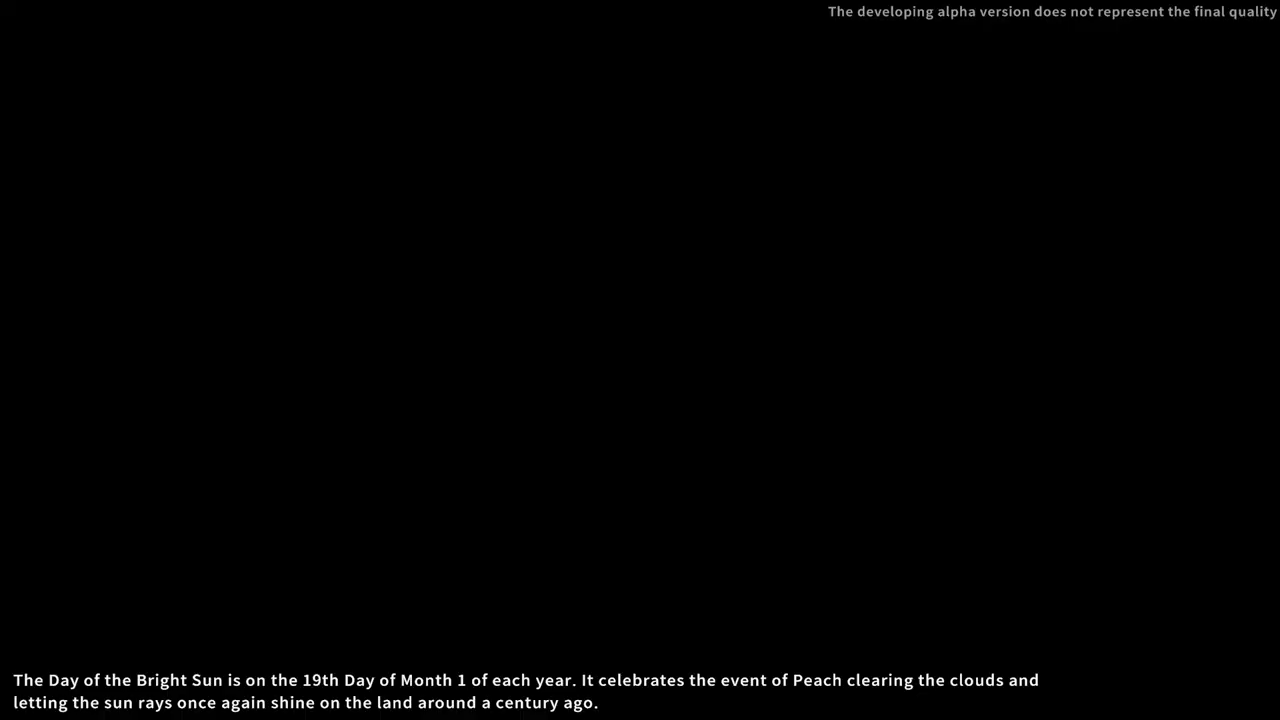 The developing alpha version does not represent the final quality
The Day of the Bright Sun is on the 19th Day of Month 1 of each year. It celebrates the event of Peach clearing the clouds and
letting the sun rays once again shine on the land around a century ago.